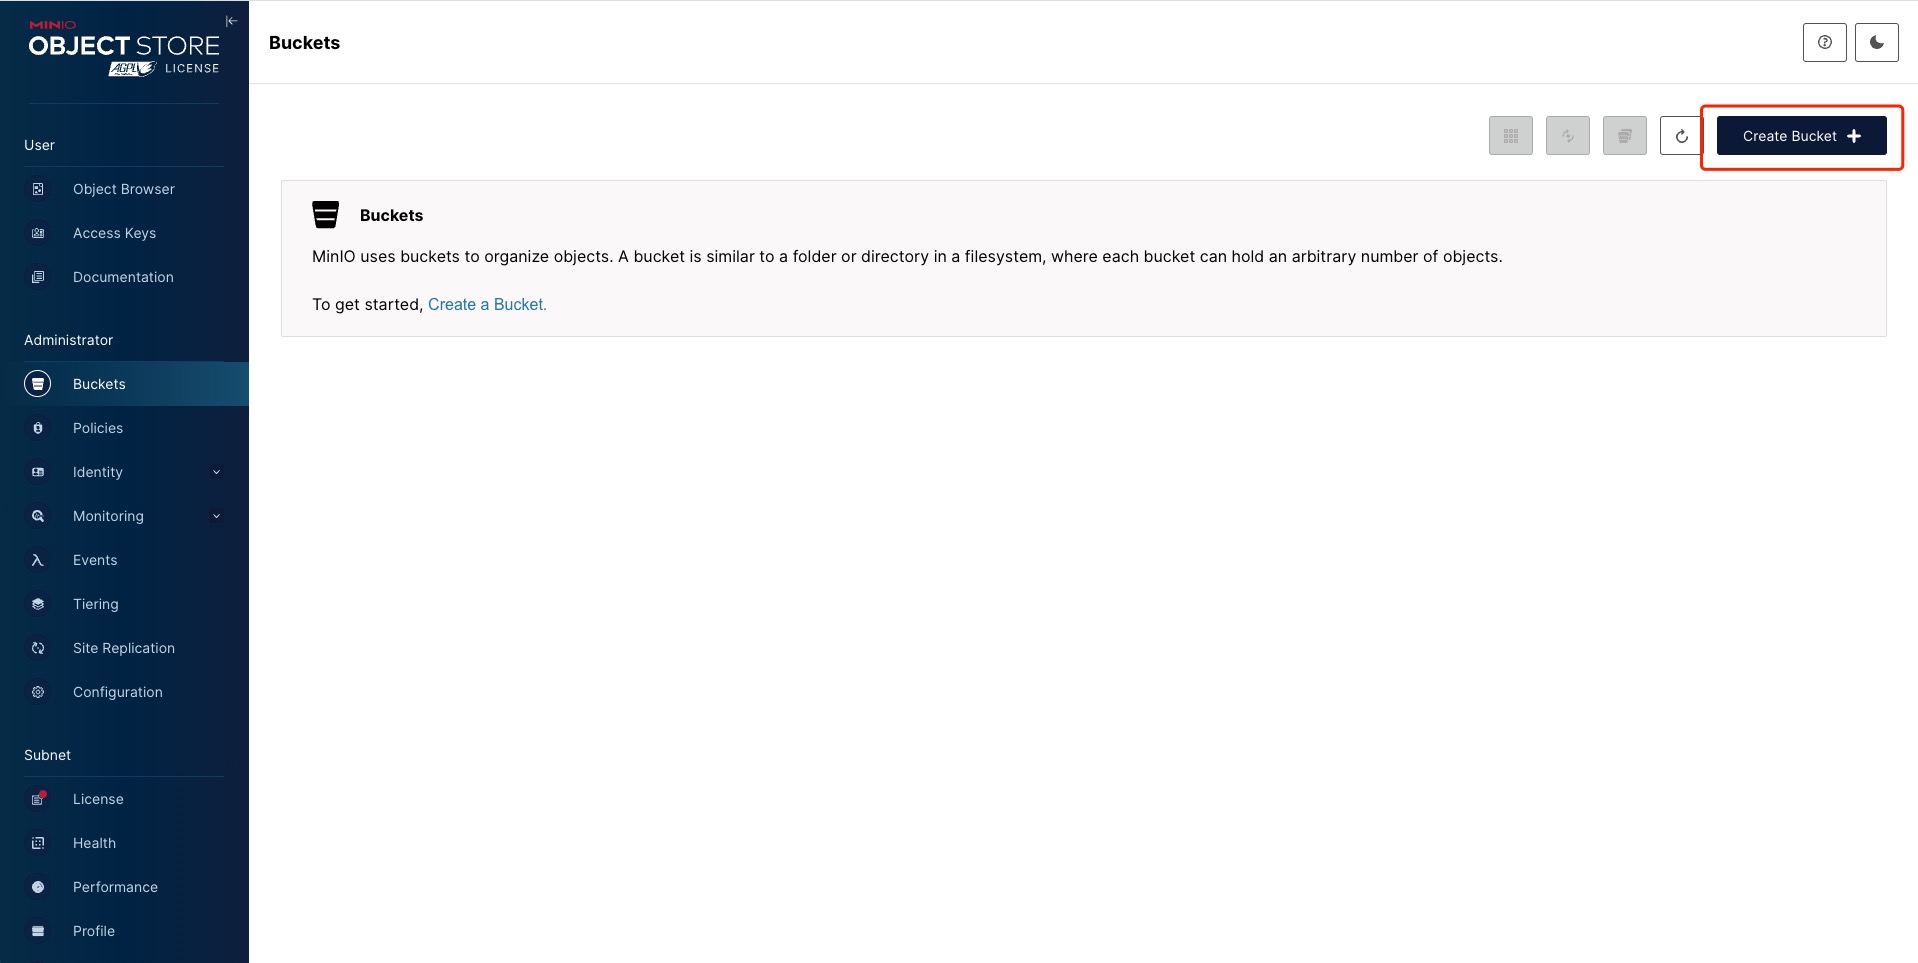 MINIO
OBJECT STORE
AGPL LICENSE
User
Object Browser
Access Keys
Documentation
Administrator
Buckets
Policies
Identity
Monitoring
Events
Tiering
Site Replication
Configuration
Subnet
License
Health
Performance
Profile
Buckets
Create Bucket
Buckets
MinIO uses buckets to organize objects. A bucket is similar to a folder or directory in a filesystem, where each bucket can hold an arbitrary number of objects.
To get started, Create a Bucket.